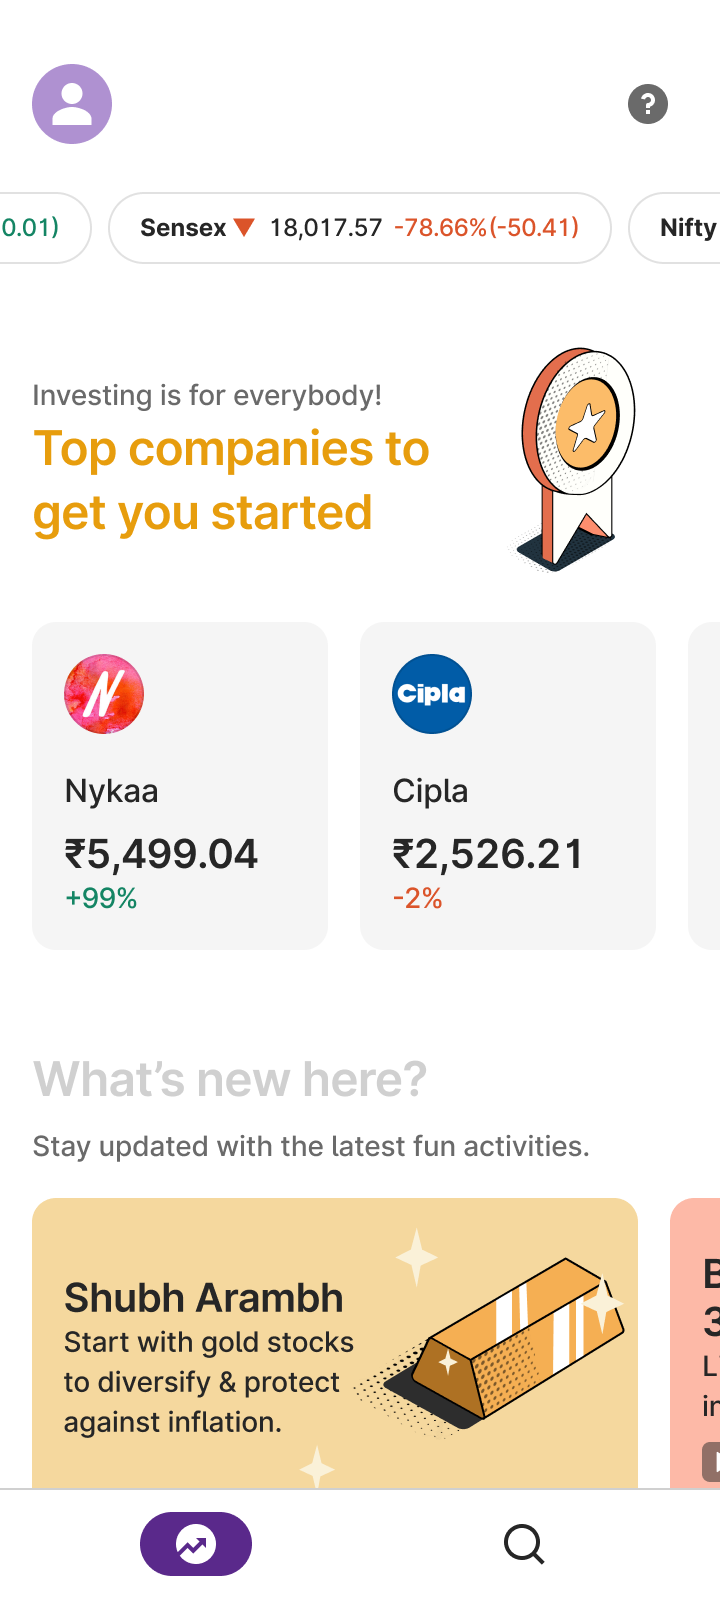 0.01)
Sensex ▼ 18,017.57 -78.66%(-50.41)
Nifty
?
Investing is for everybody!
Top companies to
get you started
N
Cipla
Nykaa
Cipla
₹5,499.04
₹2,526.21
+99%
-2%
What's new here?
Stay updated with the latest fun activities.
Shubh Arambh
Start with gold stocks
to diversify & protect
against inflation.
B
3
L
in